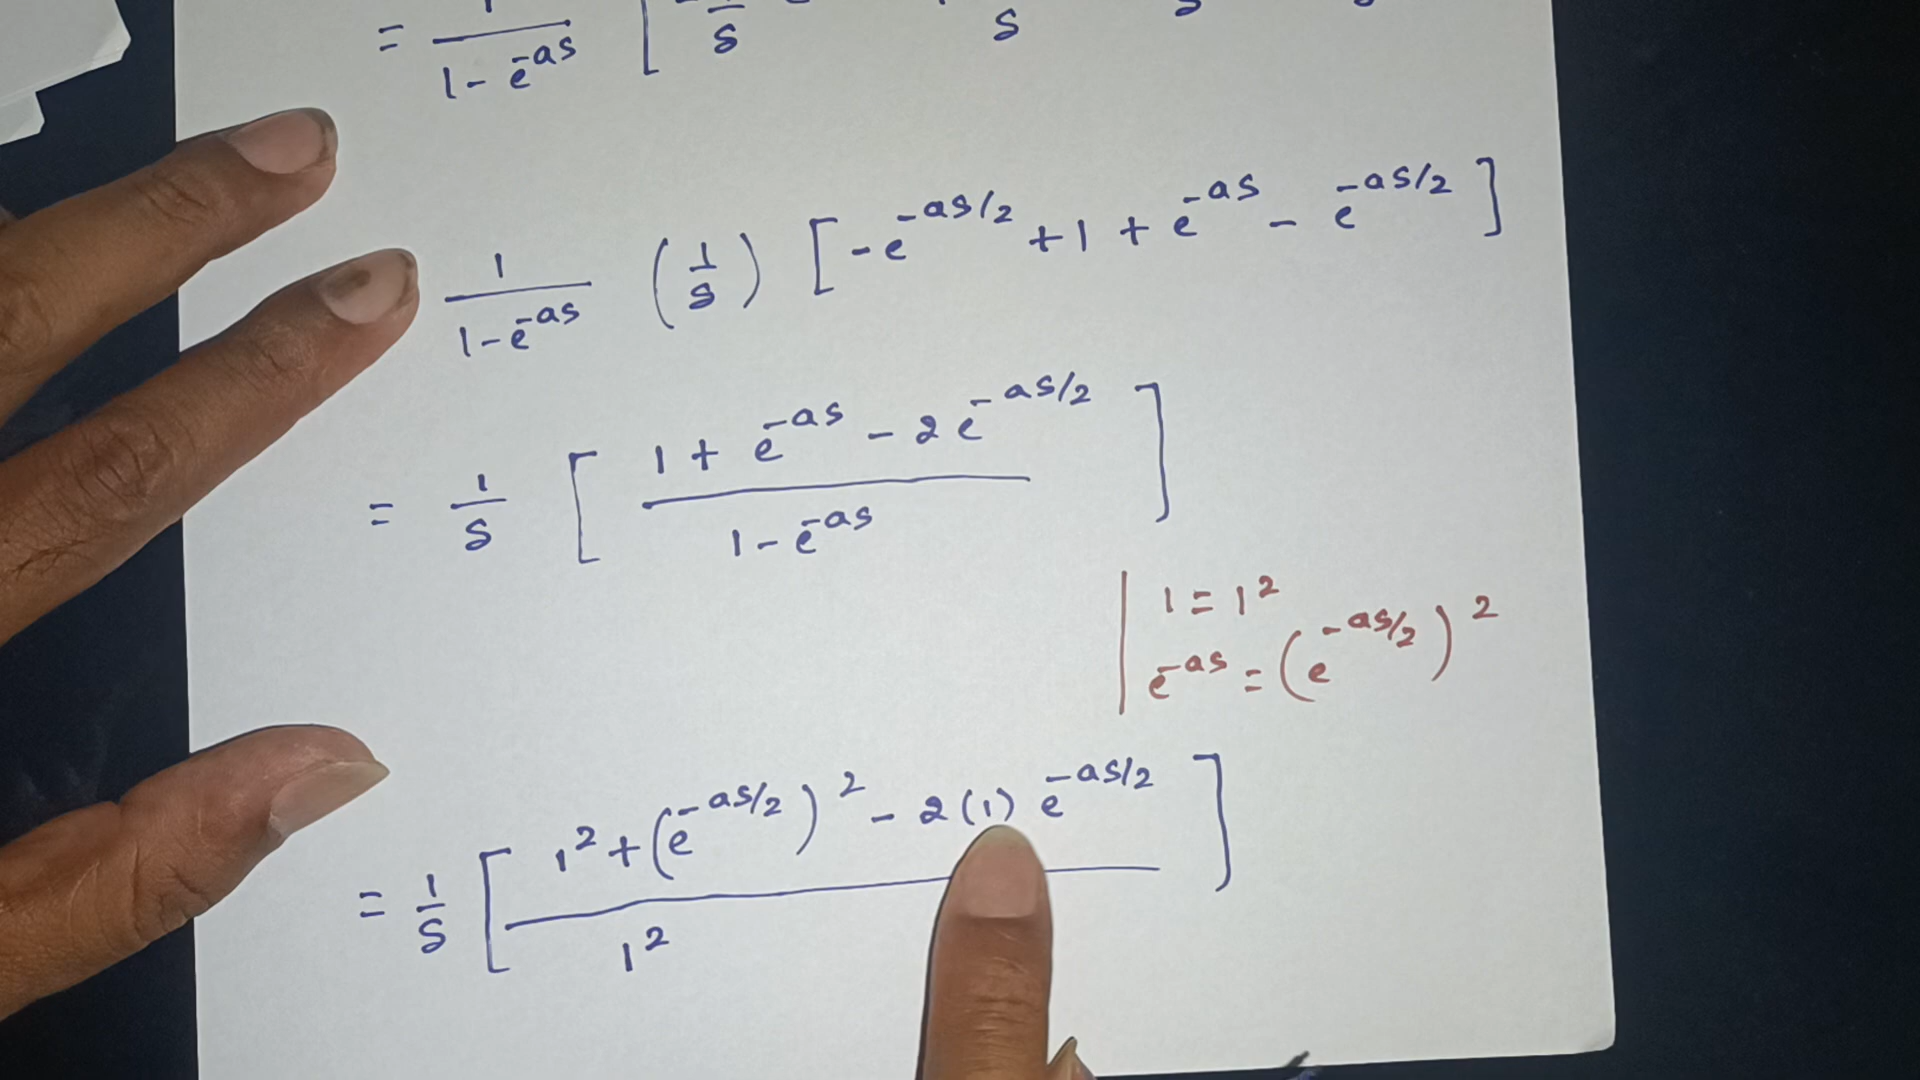 = 1/(1 - e^-as) [ 1/s
1/(1 - e^-as) (1/s) [ -e^-as/2 + 1 + e^-as - e^-as/2 ]
= 1/s [ (1 + e^-as - 2 e^-as/2)/(1 - e^-as) ]
1 = 1^2
e^-as = (e^-as/2)^2
= 1/s [ (1^2 + (e^-as/2)^2 - 2(1) e^-as/2)/(1^2 ]